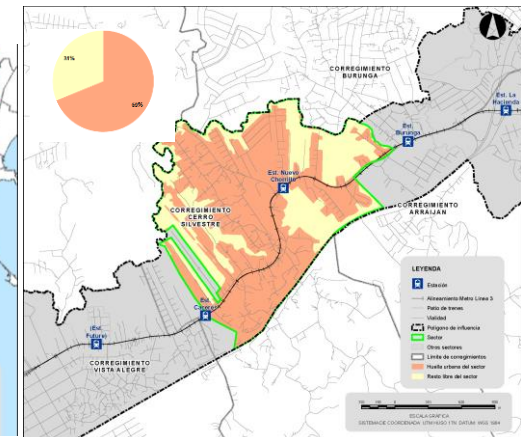 31%
69%
CORREGIMIENTO
BURUNGA
Est. La
Hacienda
Est.
Burunga
Est. Nuevo
Chorrillo
CORREGIMIENTO
CERRO
SILVESTRE
CORREGIMIENTO
ARRAIJAN
Est.
Cáceres
(Est.
Futura)
CORREGIMIENTO
VISTA ALEGRE
LEYENDA
Estación
Alineamiento Metro Línea 3
Patio de trenes
Vialidad
Polígono de influencia
Sector
Otros sectores
Límite de corregimientos
Huella urbana del sector
Resto libre del sector
ESCALA GRÁFICA